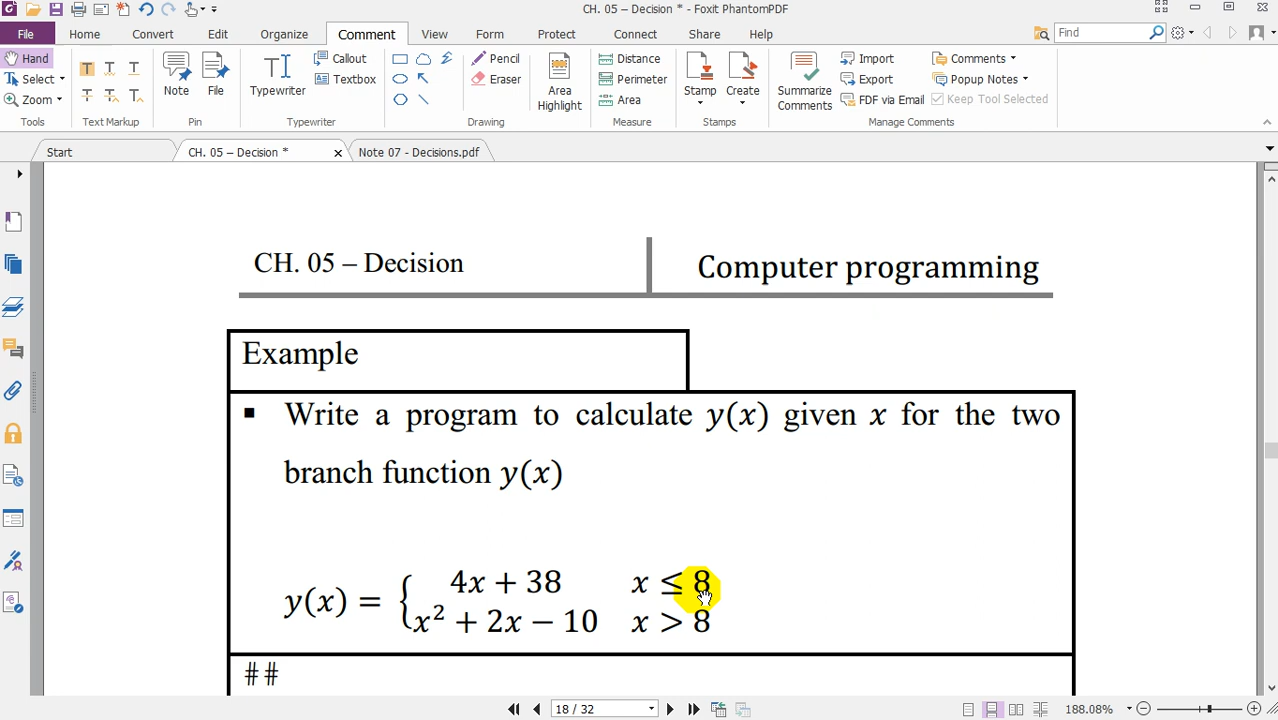 CH. 05 – Decision * - Foxit PhantomPDF
File Home Convert Edit Organize Comment View Form Protect Connect Share Help Find
Hand
Select
Zoom
Tools
Text Markup
Note
File
Pin
Typewriter
Callout
Textbox
Typewriter
Pencil
Eraser
Drawing
Area Highlight
Distance
Perimeter
Area
Measure
Stamp
Create
Stamps
Summarize Comments
Import
Export
FDF via Email
Comments
Popup Notes
Keep Tool Selected
Manage Comments
Start CH. 05 – Decision * Note 07 - Decisions.pdf
CH. 05 – Decision
Computer programming
Example
▪ Write a program to calculate y(x) given x for the two
branch function y(x)
y(x) = { 4x + 38 x ≤ 8
x² + 2x − 10 x > 8
##
18 / 32
188.08%